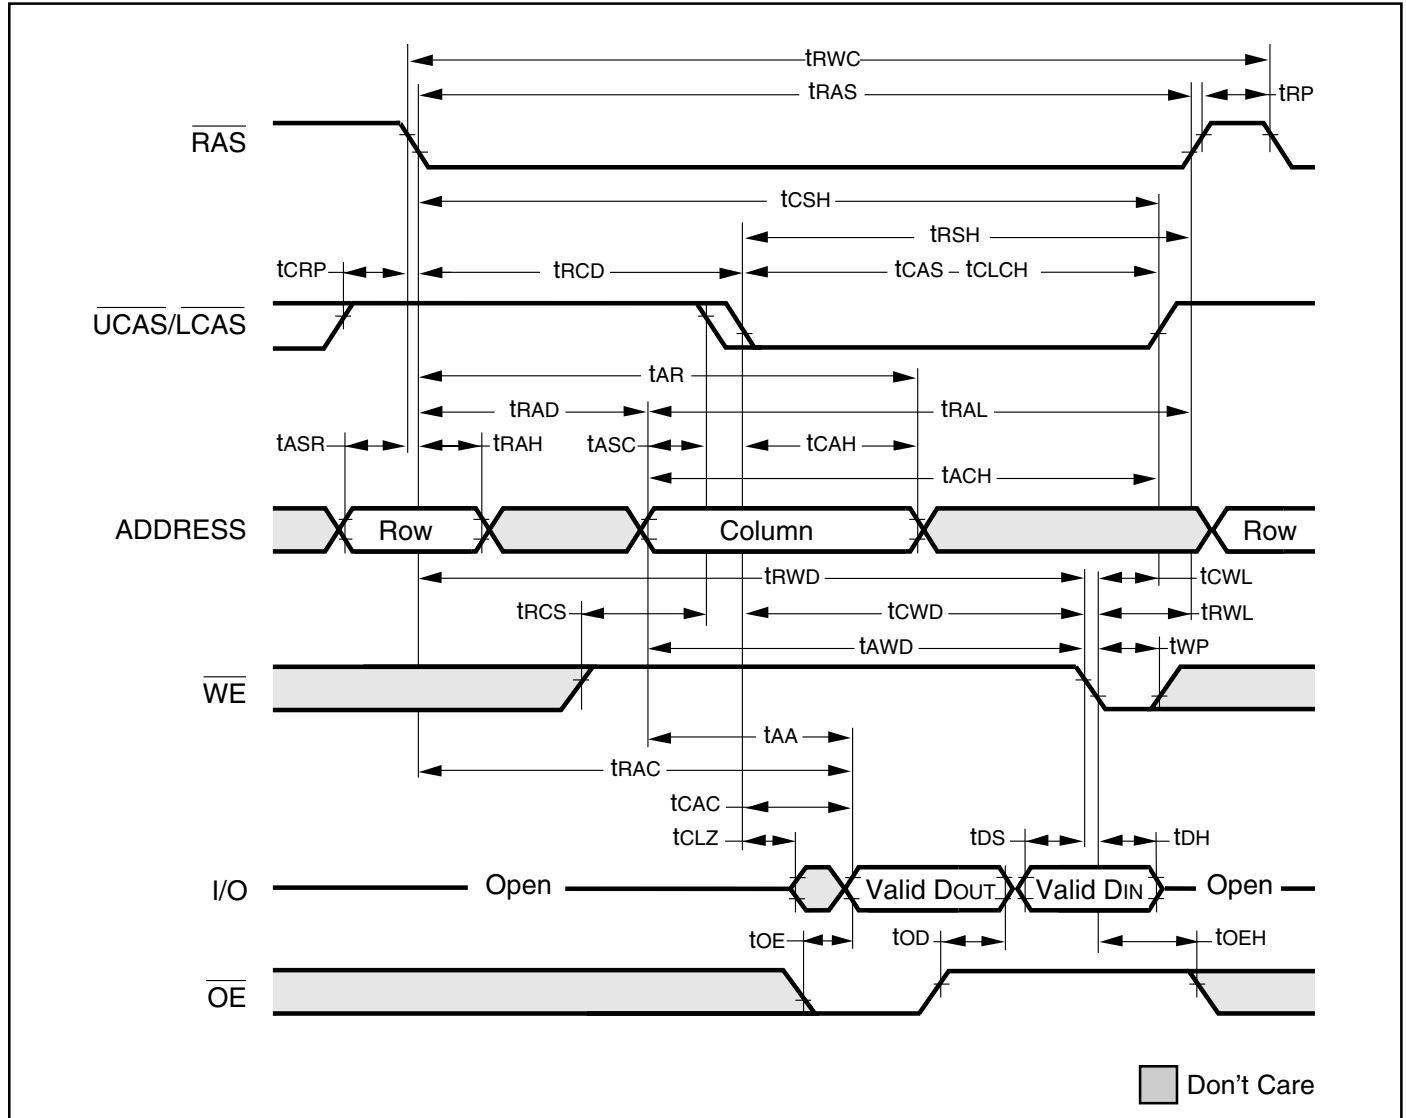 tRWC
tRAS
tRP
RAS
tCSH
tRSH
tCRP
tRCD
tCAS – tCLCH
UCAS/LCAS
tAR
tRAD
tRAL
tASR
tRAH
tASC
tCAH
tACH
ADDRESS
Row
Column
Row
tRWD
tCWL
tRCS
tCWD
tRWL
tAWD
tWP
WE
tAA
tRAC
tCAC
tCLZ
tDS
tDH
I/O
Open
Valid DOUT
Valid DIN
Open
tOE
tOD
tOEH
OE
Don't Care